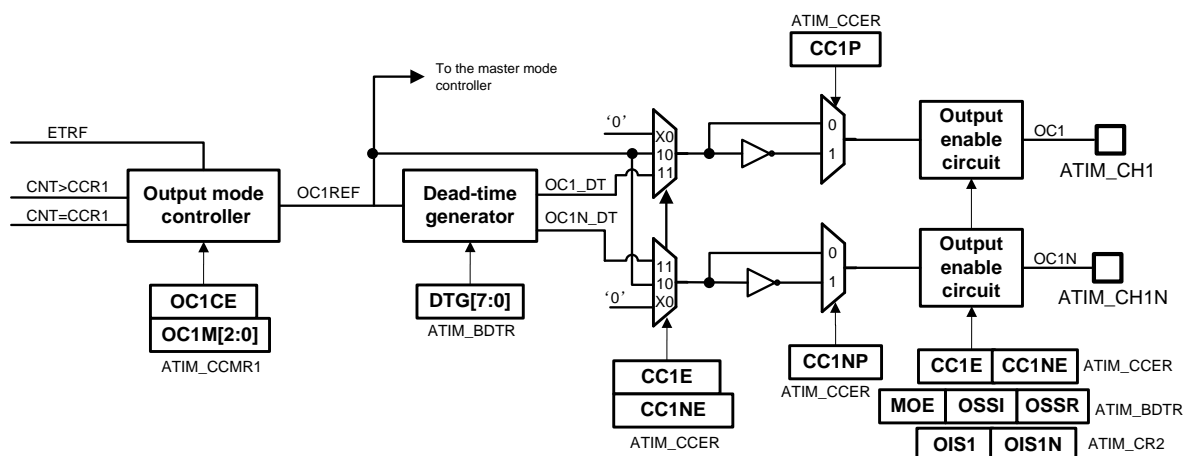 ATIM_CCER
CC1P
To the master mode
controller
ETRF
CNT>CCR1
CNT=CCR1
Output mode
controller
OC1REF
Dead-time
generator
OC1_DT
OC1N_DT
‘0’
X0
10
11
0
1
Output
enable
circuit
OC1
ATIM_CH1
11
10
X0
‘0’
0
1
Output
enable
circuit
OC1N
ATIM_CH1N
OC1CE
OC1M[2:0]
ATIM_CCMR1
DTG[7:0]
ATIM_BDTR
CC1E
CC1NE
ATIM_CCER
CC1NP
ATIM_CCER
CC1E CC1NE ATIM_CCER
MOE OSSI OSSR ATIM_BDTR
OIS1 OIS1N ATIM_CR2